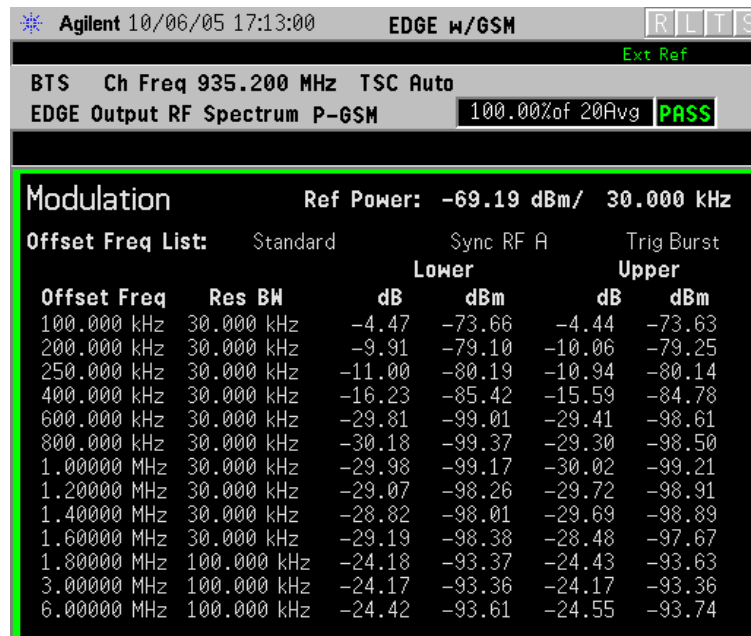 Agilent 10/06/05 17:13:00 EDGE w/GSM R L T S
Ext Ref
BTS Ch Freq 935.200 MHz TSC Auto
EDGE Output RF Spectrum P-GSM 100.00%of 20Avg PASS
Modulation Ref Power: -69.19 dBm/ 30.000 kHz
Offset Freq List: Standard Sync RF A Trig Burst
Lower Upper
Offset Freq Res BW dB dBm dB dBm
100.000 kHz 30.000 kHz -4.47 -73.66 -4.44 -73.63
200.000 kHz 30.000 kHz -9.91 -79.10 -10.06 -79.25
250.000 kHz 30.000 kHz -11.00 -80.19 -10.94 -80.14
400.000 kHz 30.000 kHz -16.23 -85.42 -15.59 -84.78
600.000 kHz 30.000 kHz -29.81 -99.01 -29.41 -98.61
800.000 kHz 30.000 kHz -30.18 -99.37 -29.30 -98.50
1.00000 MHz 30.000 kHz -29.98 -99.17 -30.02 -99.21
1.20000 MHz 30.000 kHz -29.07 -98.26 -29.72 -98.91
1.40000 MHz 30.000 kHz -28.82 -98.01 -29.69 -98.89
1.60000 MHz 30.000 kHz -29.19 -98.38 -28.48 -97.67
1.80000 MHz 100.000 kHz -24.18 -93.37 -24.43 -93.63
3.00000 MHz 100.000 kHz -24.17 -93.36 -24.17 -93.36
6.00000 MHz 100.000 kHz -24.42 -93.61 -24.55 -93.74